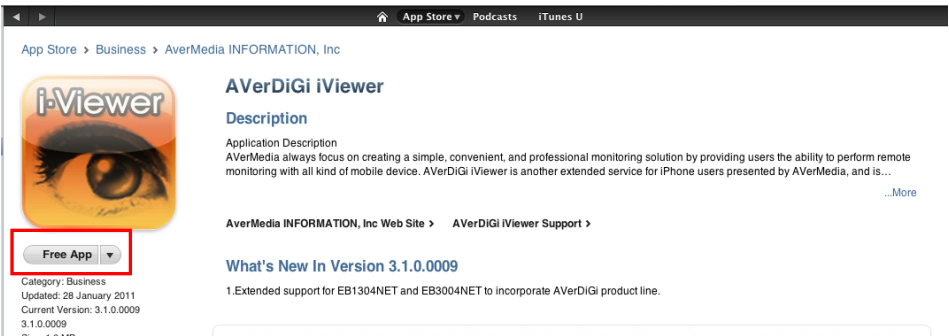 App Store Podcasts iTunes U
App Store > Business > AverMedia INFORMATION, Inc
i-Viewer
AVerDiGi iViewer
Description
Application Description
AVerMedia always focus on creating a simple, convenient, and professional monitoring solution by providing users the ability to perform remote
monitoring with all kind of mobile device. AVerDiGi iViewer is another extended service for iPhone users presented by AVerMedia, and is…
...More
AverMedia INFORMATION, Inc Web Site > AVerDiGi iViewer Support >
Free App
What's New In Version 3.1.0.0009
1.Extended support for EB1304NET and EB3004NET to incorporate AVerDiGi product line.
Category: Business
Updated: 28 January 2011
Current Version: 3.1.0.0009
3.1.0.0009